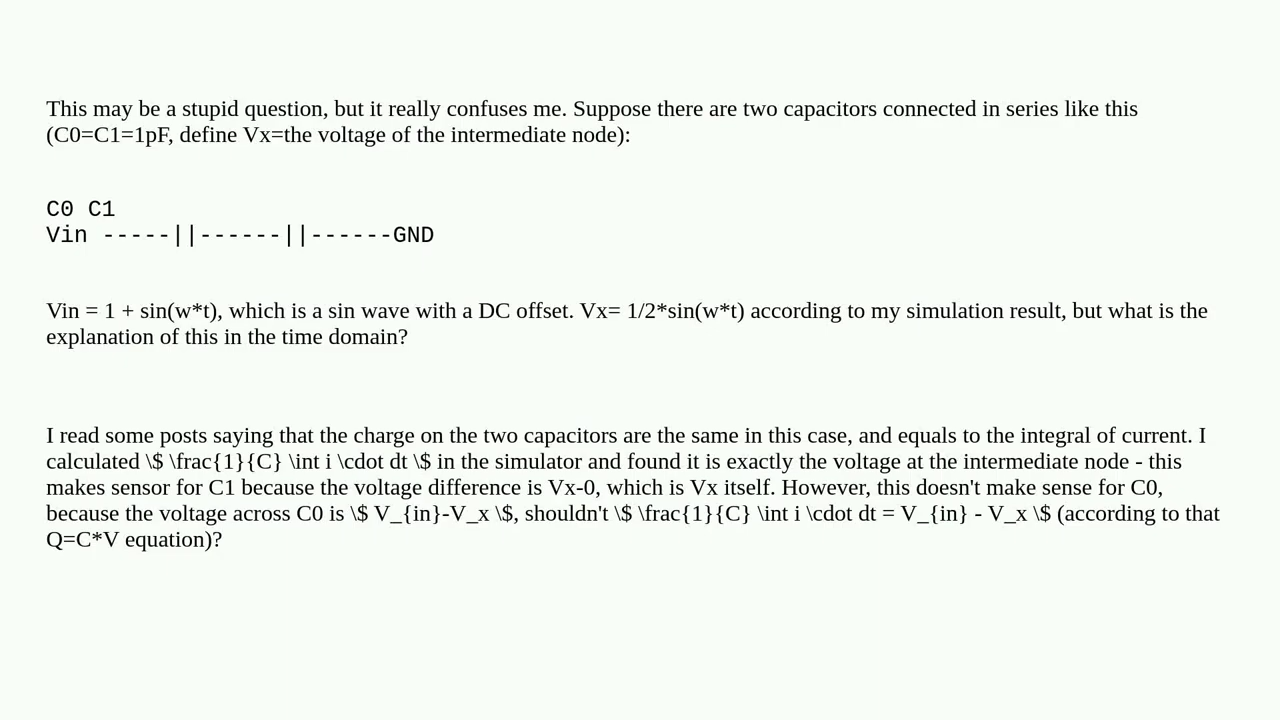 This may be a stupid question, but it really confuses me. Suppose there are two capacitors connected in series like this
(C0=C1=1pF, define Vx=the voltage of the intermediate node):
C0 C1
Vin -----||------||------GND
Vin = 1 + sin(w*t), which is a sin wave with a DC offset. Vx= 1/2*sin(w*t) according to my simulation result, but what is the
explanation of this in the time domain?
I read some posts saying that the charge on the two capacitors are the same in this case, and equals to the integral of current. I
calculated \$ \frac{1}{C} \int i \cdot dt \$ in the simulator and found it is exactly the voltage at the intermediate node - this
makes sensor for C1 because the voltage difference is Vx-0, which is Vx itself. However, this doesn't make sense for C0,
because the voltage across C0 is \$ V_{in}-V_x \$, shouldn't \$ \frac{1}{C} \int i \cdot dt = V_{in} - V_x \$ (according to that
Q=C*V equation)?